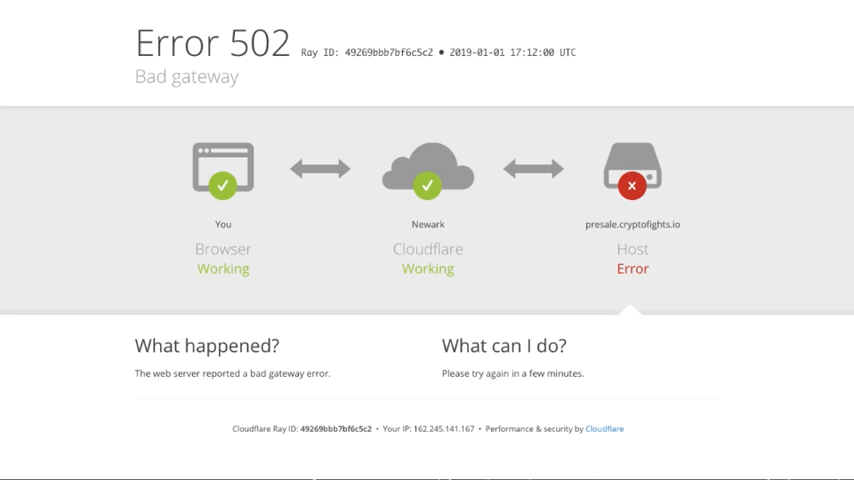 Error 502 Ray ID: 49269bbb7bf6c5c2 • 2019-01-01 17:12:00 UTC
Bad gateway
You
Newark
presale.cryptofights.io
Browser
Cloudflare
Host
Working
Working
Error
What happened?
What can I do?
The web server reported a bad gateway error.
Please try again in a few minutes.
Cloudflare Ray ID: 49269bbb7bf6c5c2 • Your IP: 162.245.141.167 • Performance & security by Cloudflare